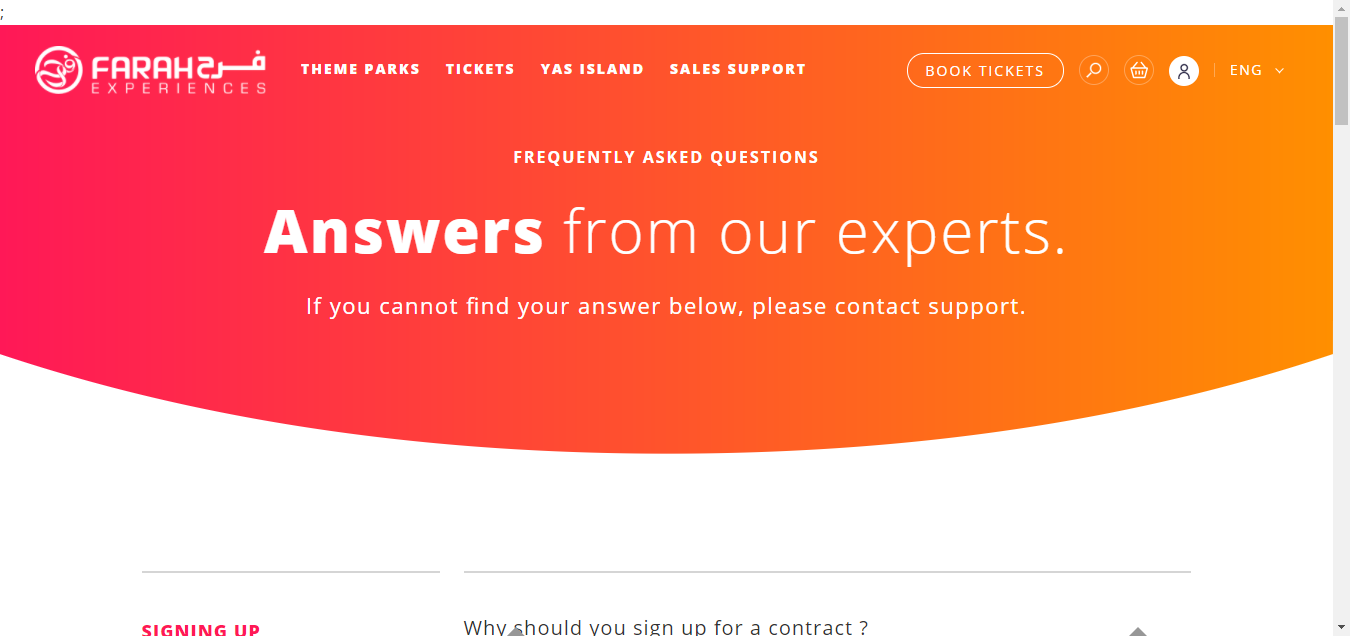 ;
FARAH فرح
EXPERIENCES
THEME PARKS TICKETS YAS ISLAND SALES SUPPORT
BOOK TICKETS ENG
FREQUENTLY ASKED QUESTIONS
Answers from our experts.
If you cannot find your answer below, please contact support.
SIGNING UP
Why should you sign up for a contract ?